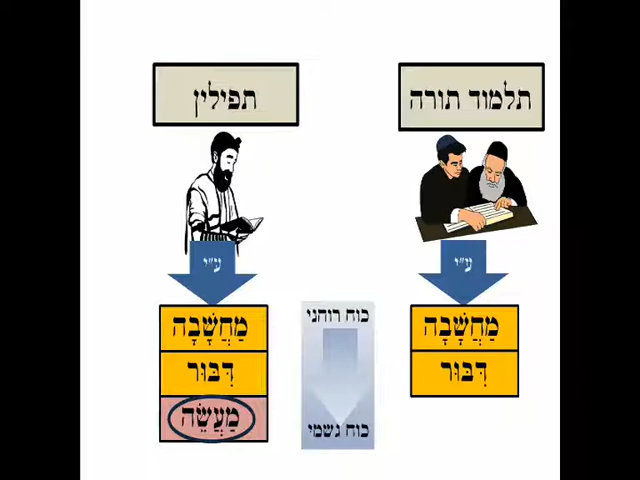 תלמוד תורה
תפילין
ע"י
ע"י
מַחֲשָׁבָה
דִּבּוּר
כוח רוחני
כוח גשמי
מַחֲשָׁבָה
דִּבּוּר
מַעֲשֶׂה